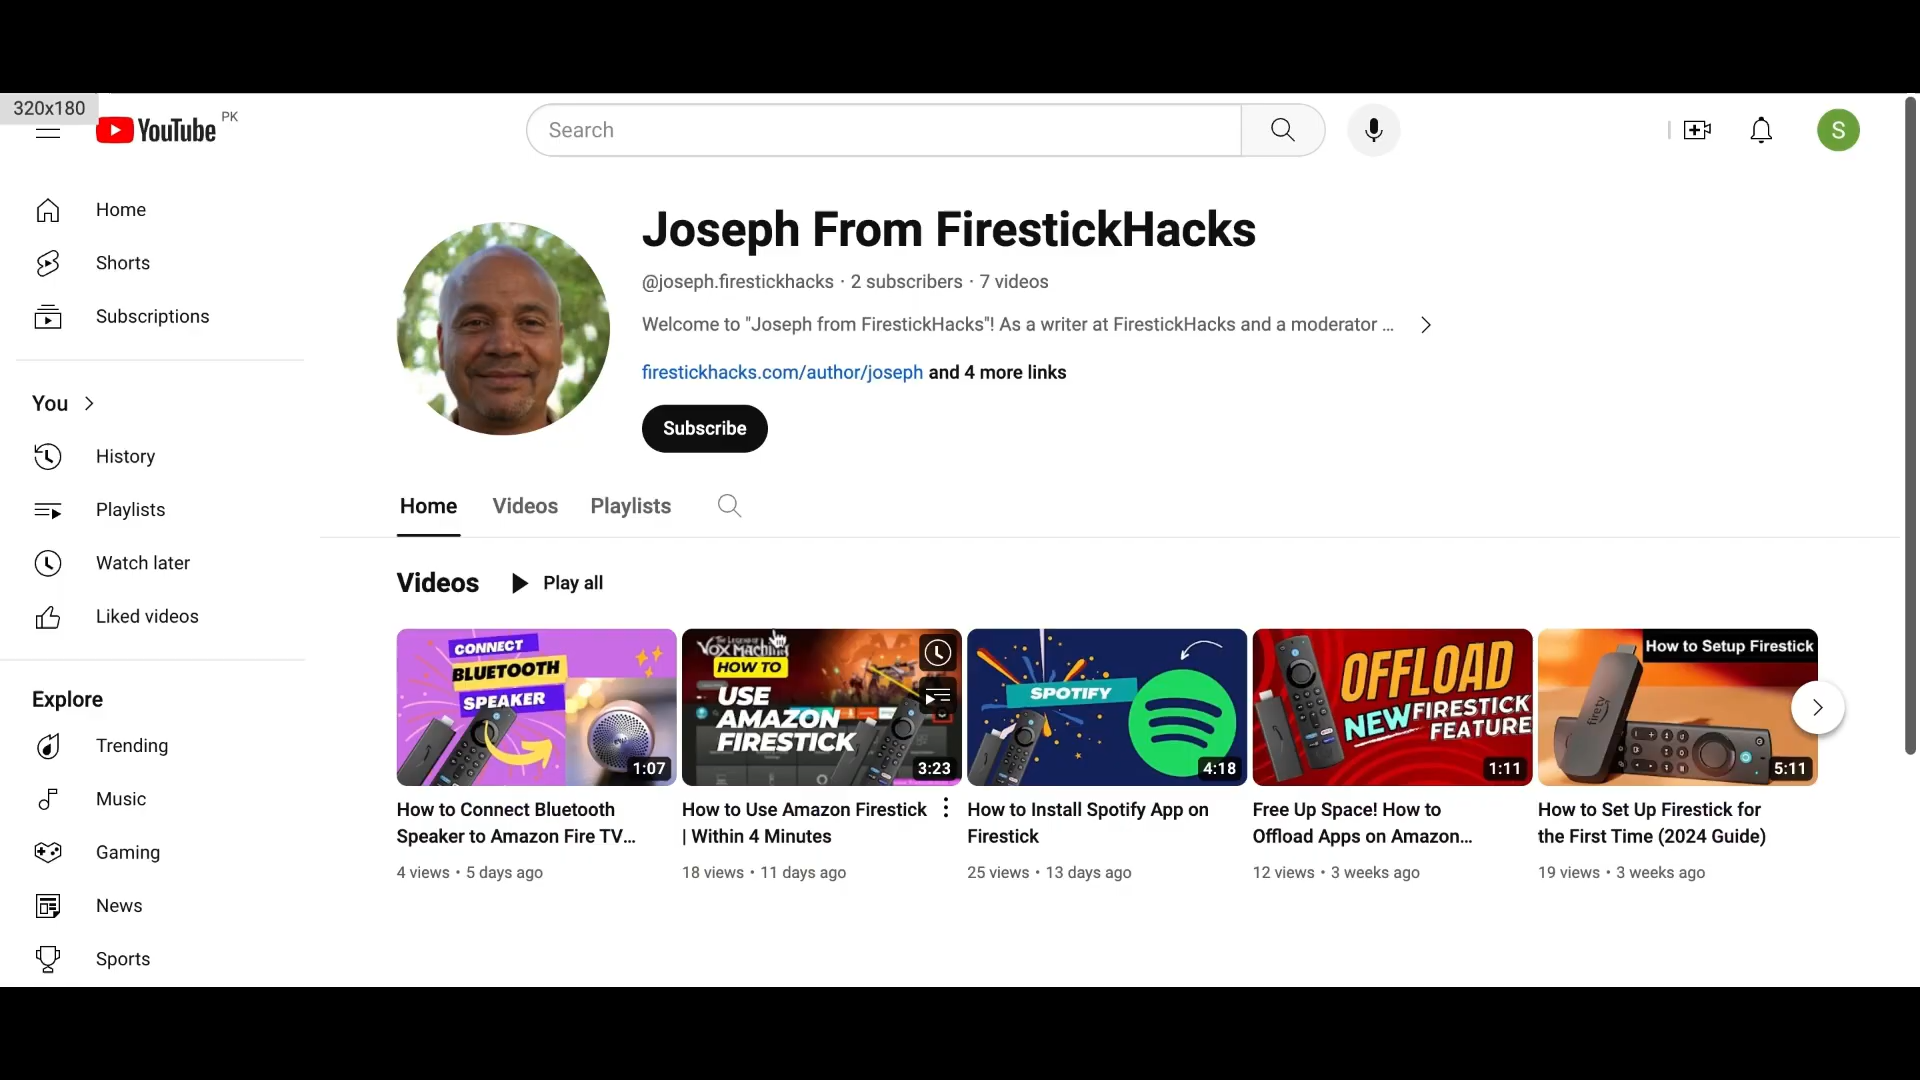 320x180
YouTube PK
Search
S
Home
Shorts
Subscriptions
You
History
Playlists
Watch later
Liked videos
Explore
Trending
Music
Gaming
News
Sports
Joseph From FirestickHacks
@joseph.firestickhacks · 2 subscribers · 7 videos
Welcome to "Joseph from FirestickHacks"! As a writer at FirestickHacks and a moderator ...
firestickhacks.com/author/joseph and 4 more links
Subscribe
Home Videos Playlists
Videos Play all
CONNECT
BLUETOOTH
SPEAKER
1:07
How to Connect Bluetooth
Speaker to Amazon Fire TV...
4 views • 5 days ago
THE LEGEND OF
VOX MACHINA
HOW TO
USE
AMAZON
FIRESTICK
3:23
How to Use Amazon Firestick
| Within 4 Minutes
18 views • 11 days ago
SPOTIFY
4:18
How to Install Spotify App on
Firestick
25 views • 13 days ago
OFFLOAD
NEW FIRESTICK
FEATURE
1:11
Free Up Space! How to
Offload Apps on Amazon...
12 views • 3 weeks ago
How to Setup Firestick
firetv
5:11
How to Set Up Firestick for
the First Time (2024 Guide)
19 views • 3 weeks ago